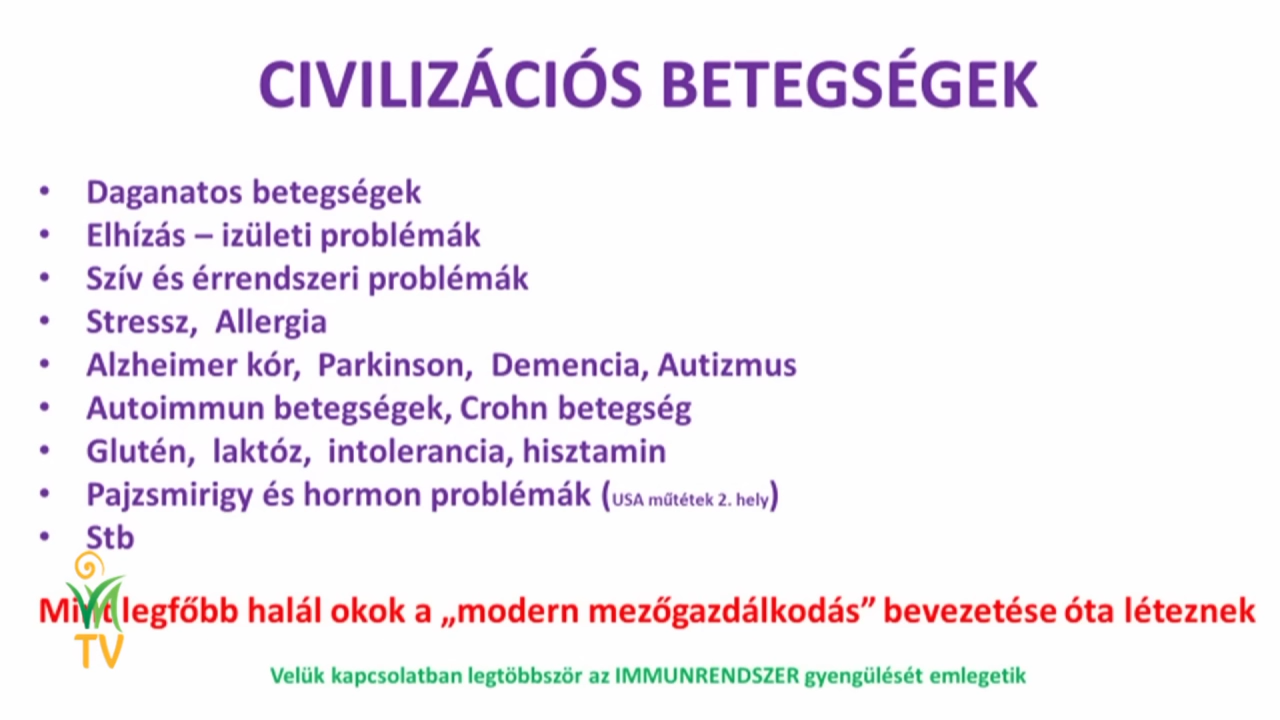 CIVILIZÁCIÓS BETEGSÉGEK
• Daganatos betegségek
• Elhízás – izületi problémák
• Szív és érrendszeri problémák
• Stressz, Allergia
• Alzheimer kór, Parkinson, Demencia, Autizmus
• Autoimmun betegségek, Crohn betegség
• Glutén, laktóz, intolerancia, hisztamin
• Pajzsmirigy és hormon problémák (USA műtétek 2. hely)
• Stb
Mint legfőbb halál okok a „modern mezőgazdálkodás” bevezetése óta léteznek
TV
Velük kapcsolatban legtöbbször az IMMUNRENDSZER gyengülését emlegetik